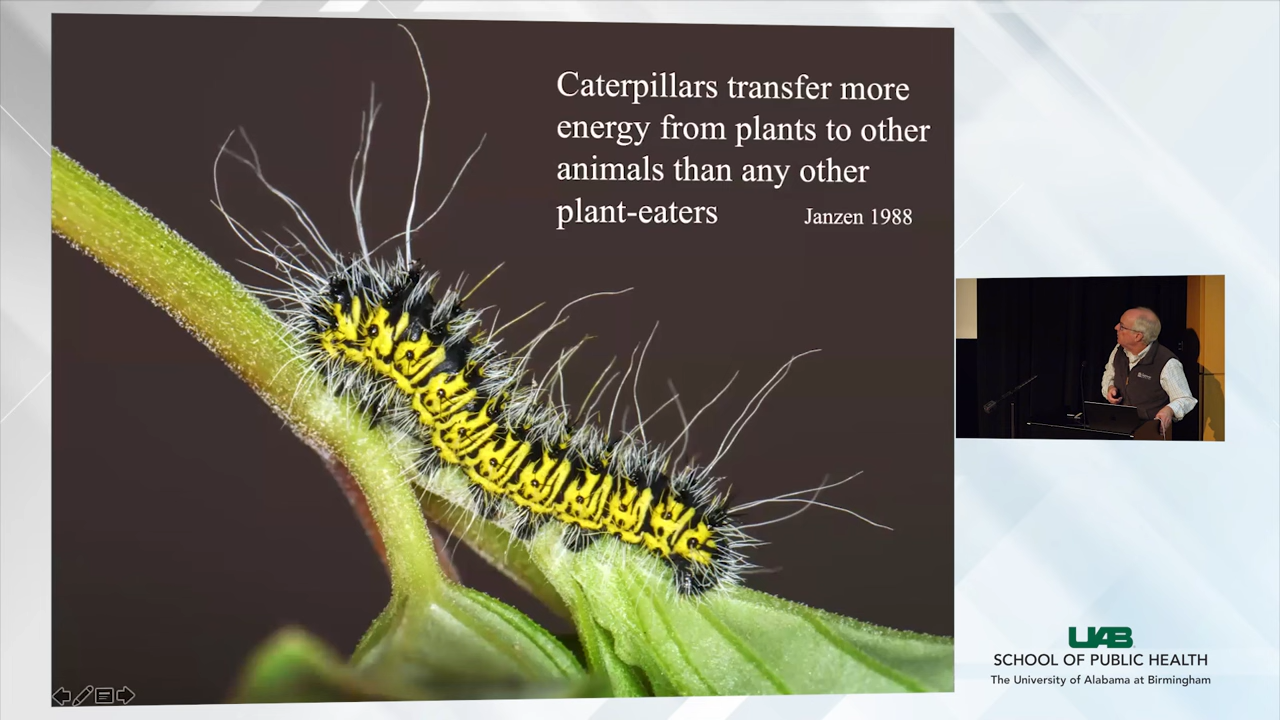 Caterpillars transfer more
energy from plants to other
animals than any other
plant-eaters Janzen 1988
UAB
SCHOOL OF PUBLIC HEALTH
The University of Alabama at Birmingham